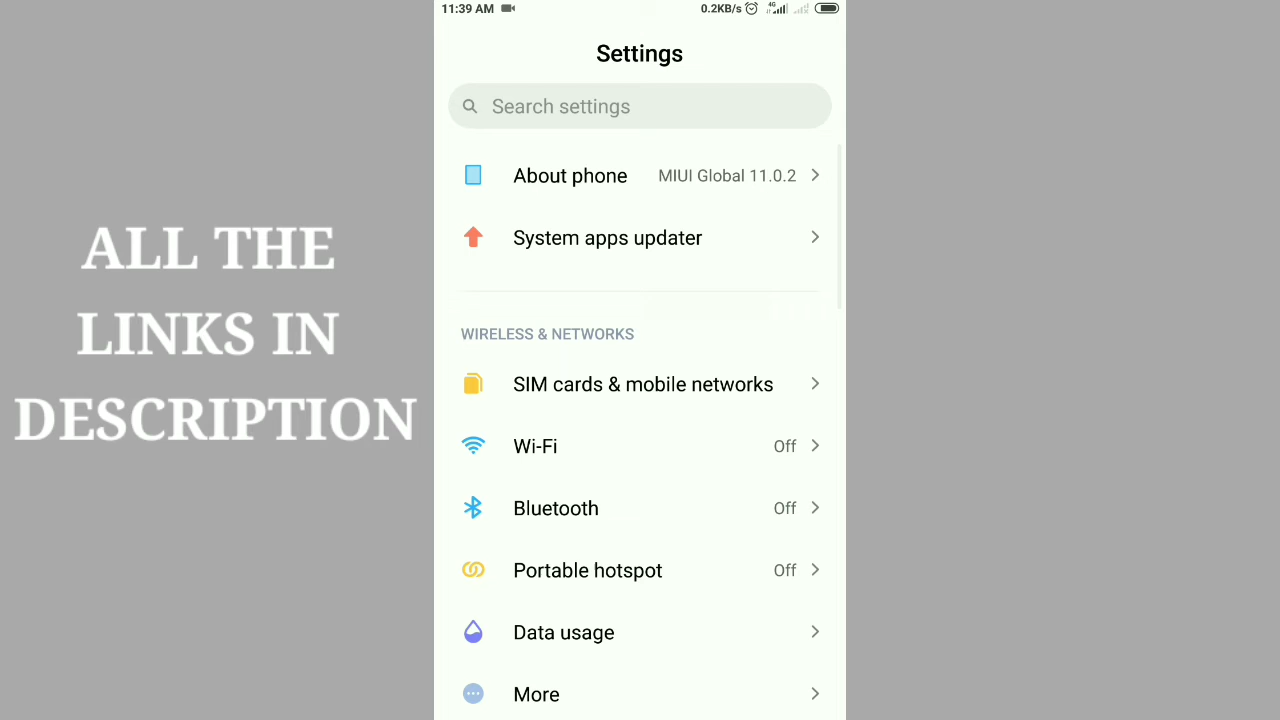 11:39 AM 0.2KB/s 4G
Settings
Search settings
About phone MIUI Global 11.0.2
System apps updater
WIRELESS & NETWORKS
SIM cards & mobile networks
Wi-Fi Off
Bluetooth Off
Portable hotspot Off
Data usage
More
ALL THE
LINKS IN
DESCRIPTION